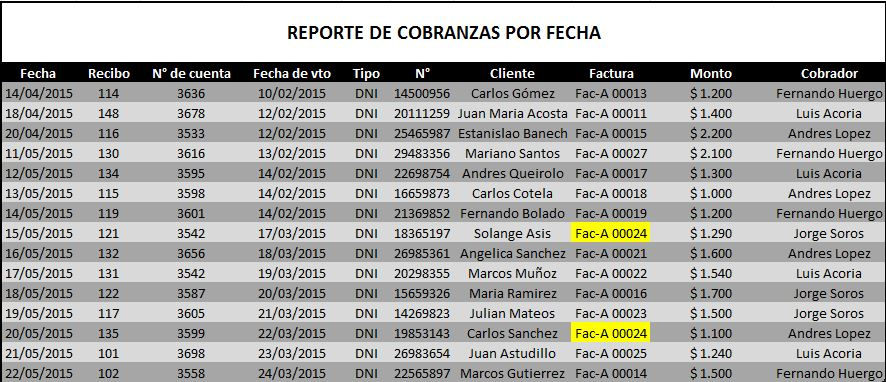 REPORTE DE COBRANZAS POR FECHA
Fecha Recibo N° de cuenta Fecha de vto Tipo N° Cliente Factura Monto Cobrador
14/04/2015 114 3636 10/02/2015 DNI 14500956 Carlos Gómez Fac-A 00013 $ 1.200 Fernando Huergo
18/04/2015 148 3678 12/02/2015 DNI 20111259 Juan Maria Acosta Fac-A 00011 $ 1.400 Luis Acoria
20/04/2015 116 3533 12/02/2015 DNI 25465987 Estanislao Banech Fac-A 00015 $ 2.200 Andres Lopez
11/05/2015 130 3616 13/02/2015 DNI 29483356 Mariano Santos Fac-A 00027 $ 2.100 Fernando Huergo
12/05/2015 134 3595 14/02/2015 DNI 22698754 Andres Queirolo Fac-A 00017 $ 1.300 Luis Acoria
13/05/2015 115 3598 14/02/2015 DNI 16659873 Carlos Cotela Fac-A 00018 $ 1.000 Andres Lopez
14/05/2015 119 3601 14/02/2015 DNI 21369852 Fernando Bolado Fac-A 00019 $ 1.200 Fernando Huergo
15/05/2015 121 3542 17/03/2015 DNI 18365197 Solange Asis Fac-A 00024 $ 1.290 Jorge Soros
16/05/2015 132 3656 18/03/2015 DNI 26985361 Angelica Sanchez Fac-A 00021 $ 1.600 Andres Lopez
17/05/2015 131 3542 19/03/2015 DNI 20298355 Marcos Muñoz Fac-A 00022 $ 1.540 Luis Acoria
18/05/2015 122 3587 20/03/2015 DNI 15659326 Maria Ramirez Fac-A 00016 $ 1.700 Jorge Soros
19/05/2015 117 3605 21/03/2015 DNI 14269823 Julian Mateos Fac-A 00023 $ 1.500 Jorge Soros
20/05/2015 135 3599 22/03/2015 DNI 19853143 Carlos Sanchez Fac-A 00024 $ 1.100 Andres Lopez
21/05/2015 101 3698 23/03/2015 DNI 26983654 Juan Astudillo Fac-A 00025 $ 1.240 Luis Acoria
22/05/2015 102 3558 24/03/2015 DNI 22565897 Marcos Gutierrez Fac-A 00014 $ 1.500 Fernando Huergo